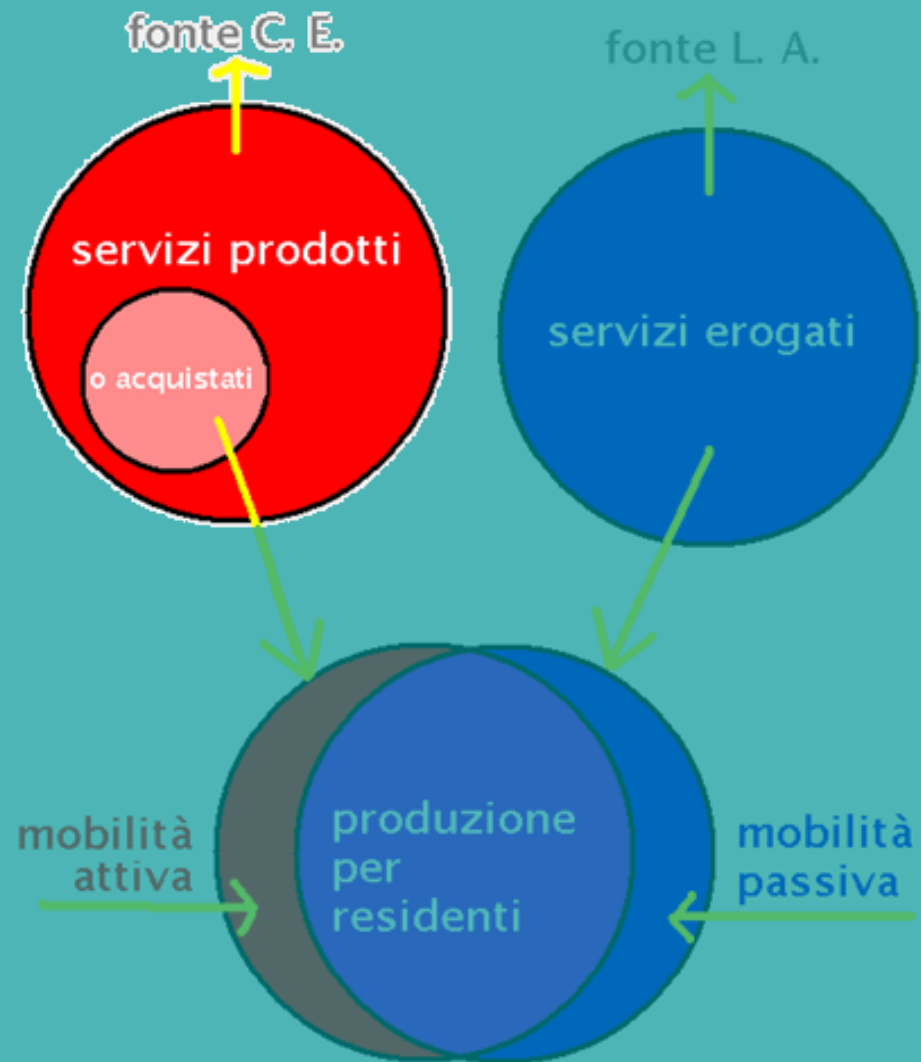 fonte C. E.
fonte L. A.
servizi prodotti
o acquistati
servizi erogati
mobilità
attiva
produzione
per
residenti
mobilità
passiva